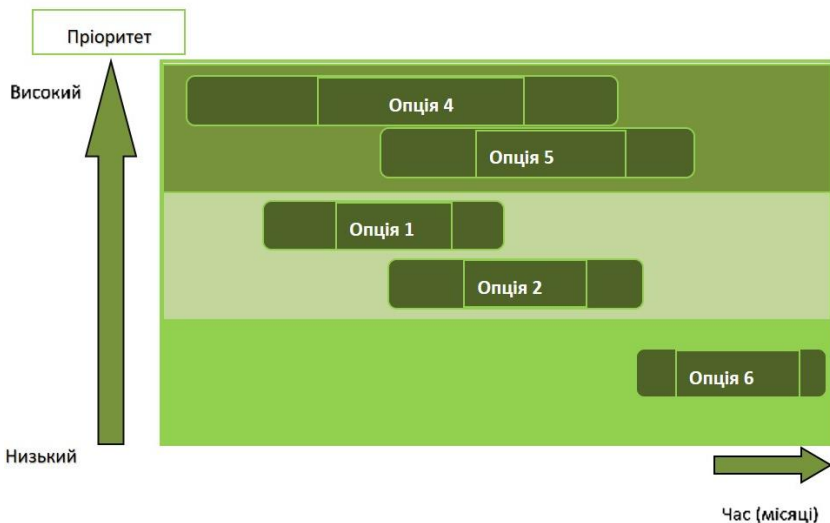 Пріоритет
Високий
Опція 4
Опція 5
Опція 1
Опція 2
Опція 6
Низький
Час (місяці)